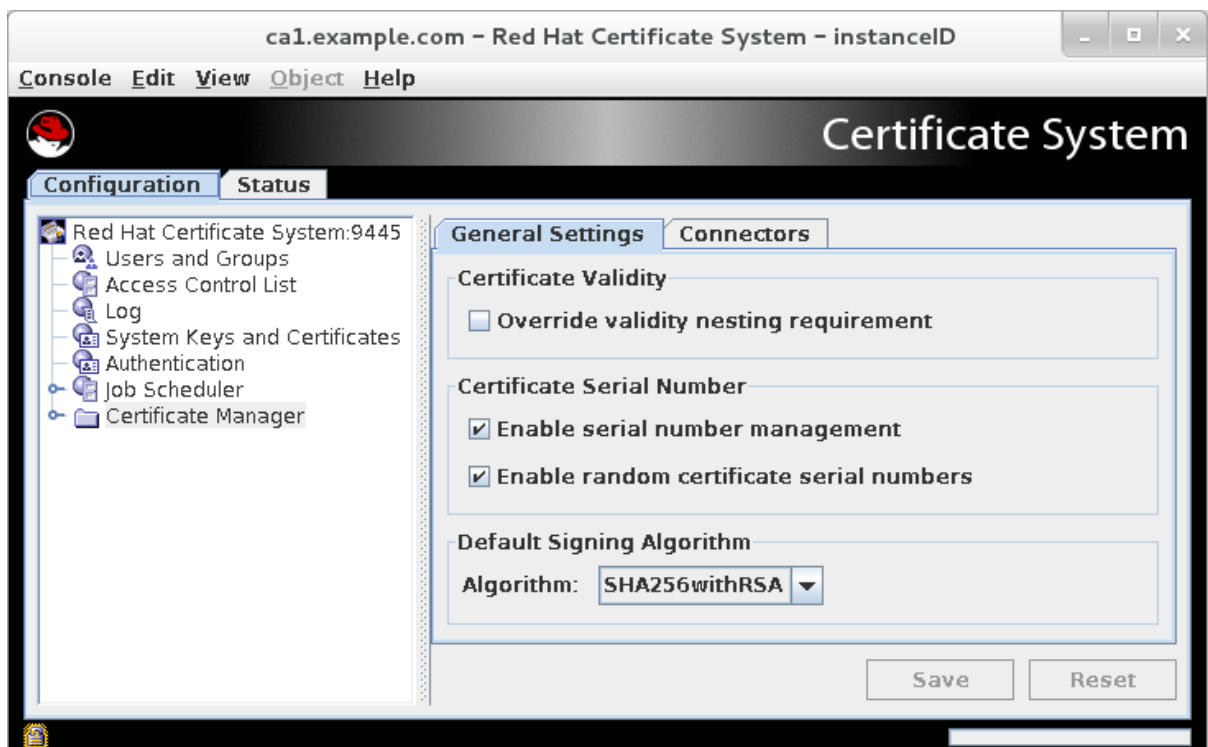 ca1.example.com – Red Hat Certificate System – instanceID
Console Edit View Object Help
Certificate System
Configuration Status
Red Hat Certificate System:9445
Users and Groups
Access Control List
Log
System Keys and Certificates
Authentication
Job Scheduler
Certificate Manager
General Settings Connectors
Certificate Validity
Override validity nesting requirement
Certificate Serial Number
Enable serial number management
Enable random certificate serial numbers
Default Signing Algorithm
Algorithm: SHA256withRSA
Save Reset